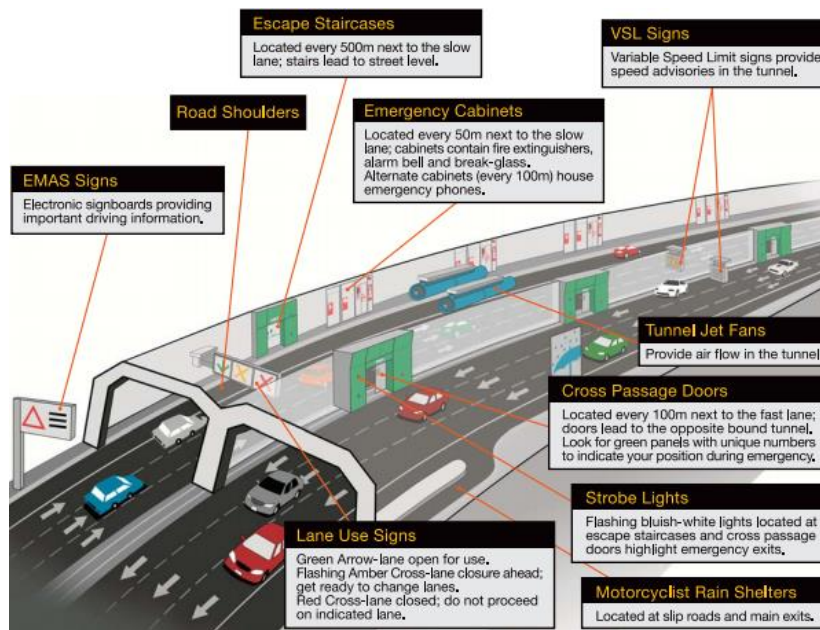 Escape Staircases
Located every 500m next to the slow
lane; stairs lead to street level.
VSL Signs
Variable Speed Limit signs provide
speed advisories in the tunnel.
Road Shoulders
Emergency Cabinets
Located every 50m next to the slow
lane; cabinets contain fire extinguishers,
alarm bell and break-glass.
Alternate cabinets (every 100m) house
emergency phones.
EMAS Signs
Electronic signboards providing
important driving information.
Tunnel Jet Fans
Provide air flow in the tunnel
Cross Passage Doors
Located every 100m next to the fast lane;
doors lead to the opposite bound tunnel.
Look for green panels with unique numbers
to indicate your position during emergency.
Strobe Lights
Flashing bluish-white lights located at
escape staircases and cross passage
doors highlight emergency exits.
Lane Use Signs
Green Arrow-lane open for use.
Flashing Amber Cross-lane closure ahead;
get ready to change lanes.
Red Cross-lane closed; do not proceed
on indicated lane.
Motorcyclist Rain Shelters
Located at slip roads and main exits.